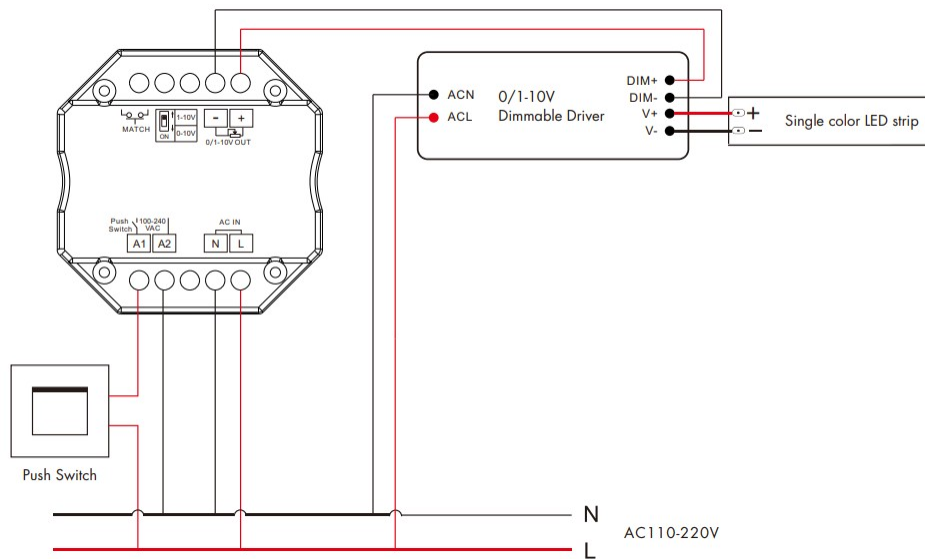 MATCH
ON
1-10V
0-10V
− +
0/1-10V OUT
Push Switch
100-240 VAC
A1 A2
AC IN
N L
ACN
ACL
0/1-10V
Dimmable Driver
DIM+
DIM-
V+
V-
+
−
Single color LED strip
Push Switch
N
L
AC110-220V